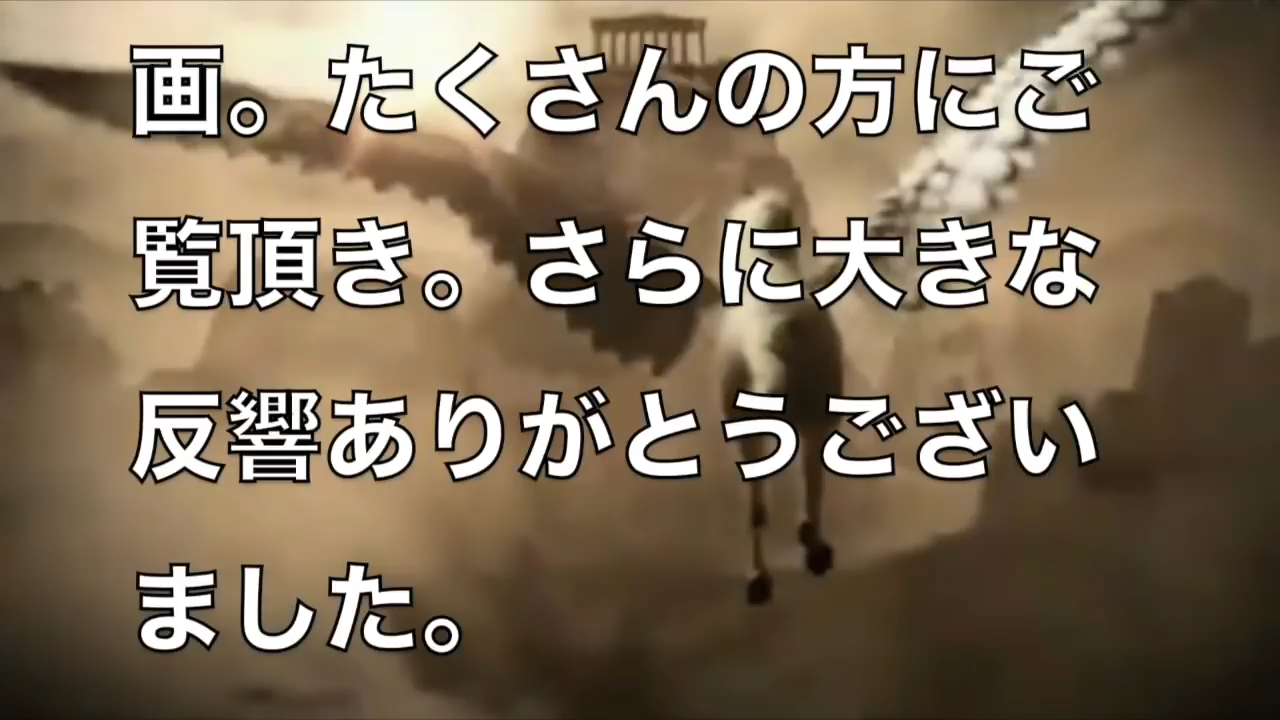 画。たくさんの方にご
覧頂き。さらに大きな
反響ありがとうござい
ました。